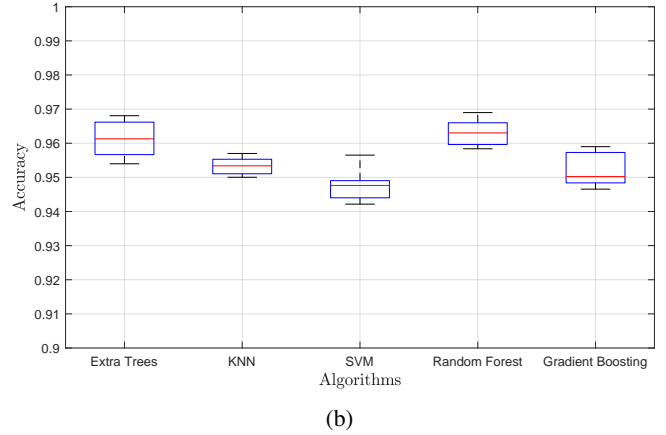 1
0.99
0.98
0.97
0.96
0.95
0.94
0.93
0.92
0.91
0.9
Accuracy
Extra Trees KNN SVM Random Forest Gradient Boosting
Algorithms
(b)